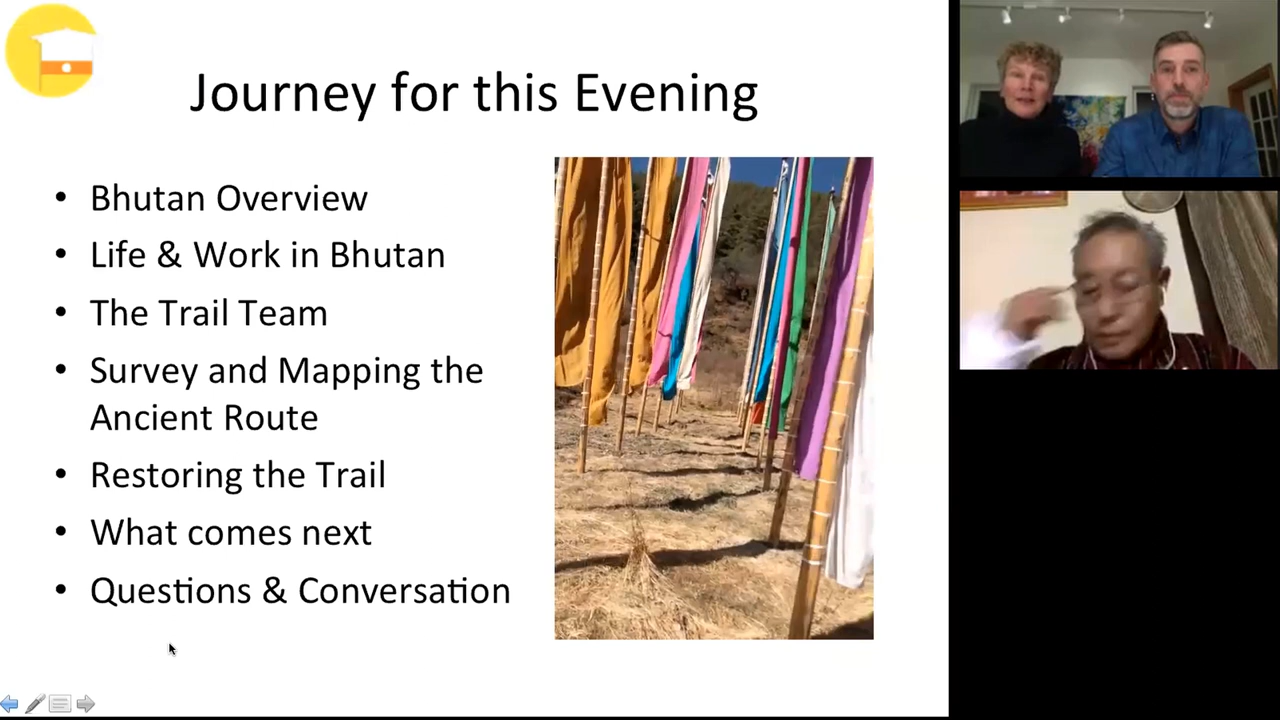 Journey for this Evening
• Bhutan Overview
• Life & Work in Bhutan
• The Trail Team
• Survey and Mapping the
Ancient Route
• Restoring the Trail
• What comes next
• Questions & Conversation